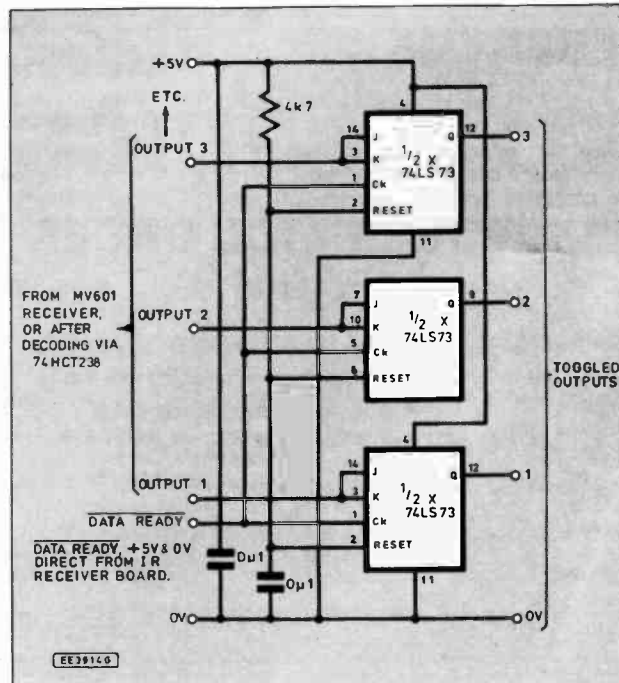 +5V
ETC.
4k7
4
OUTPUT 3
14 J Q 12 3
3 K 1/2 X
1 Ck 74LS73
2 RESET
11
FROM MV601
RECEIVER,
OR AFTER
DECODING VIA
74HCT238
OUTPUT 2
7 J Q 9 2
10 K 1/2 X
5 Ck 74LS73
6 RESET
TOGGLED
OUTPUTS
4
OUTPUT 1
14 J Q 12 1
3 K 1/2 X
DATA READY 1 Ck 74LS73
2 RESET
DATA READY, +5V & 0V
DIRECT FROM IR
RECEIVER BOARD.
0µ1
0µ1
11
0V
0V
EE3914G